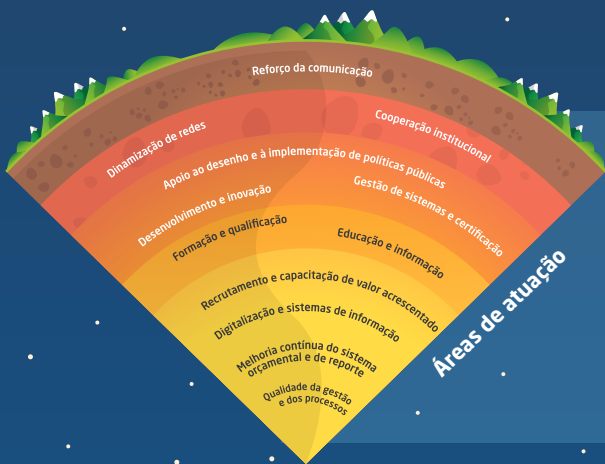 Reforço da comunicação
Dinamização de redes
Cooperação institucional
Apoio ao desenho e à implementação de políticas públicas
Desenvolvimento e inovação
Gestão de sistemas e certificação
Formação e qualificação
Educação e informação
Recrutamento e capacitação de valor acrescentado
Digitalização e sistemas de informação
Melhoria contínua do sistema
orçamental e de reporte
Qualidade da gestão
e dos processos
Áreas de atuação